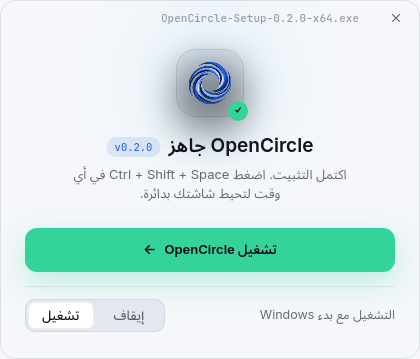 OpenCircle-Setup-0.2.0-x64.exe
OpenCircle جاهز v0.2.0
اكتمل التثبيت. اضغط Ctrl + Shift + Space في أي
وقت لتحيط شاشتك بدائرة.
تشغيل OpenCircle ←
التشغيل مع بدء Windows
إيقاف تشغيل